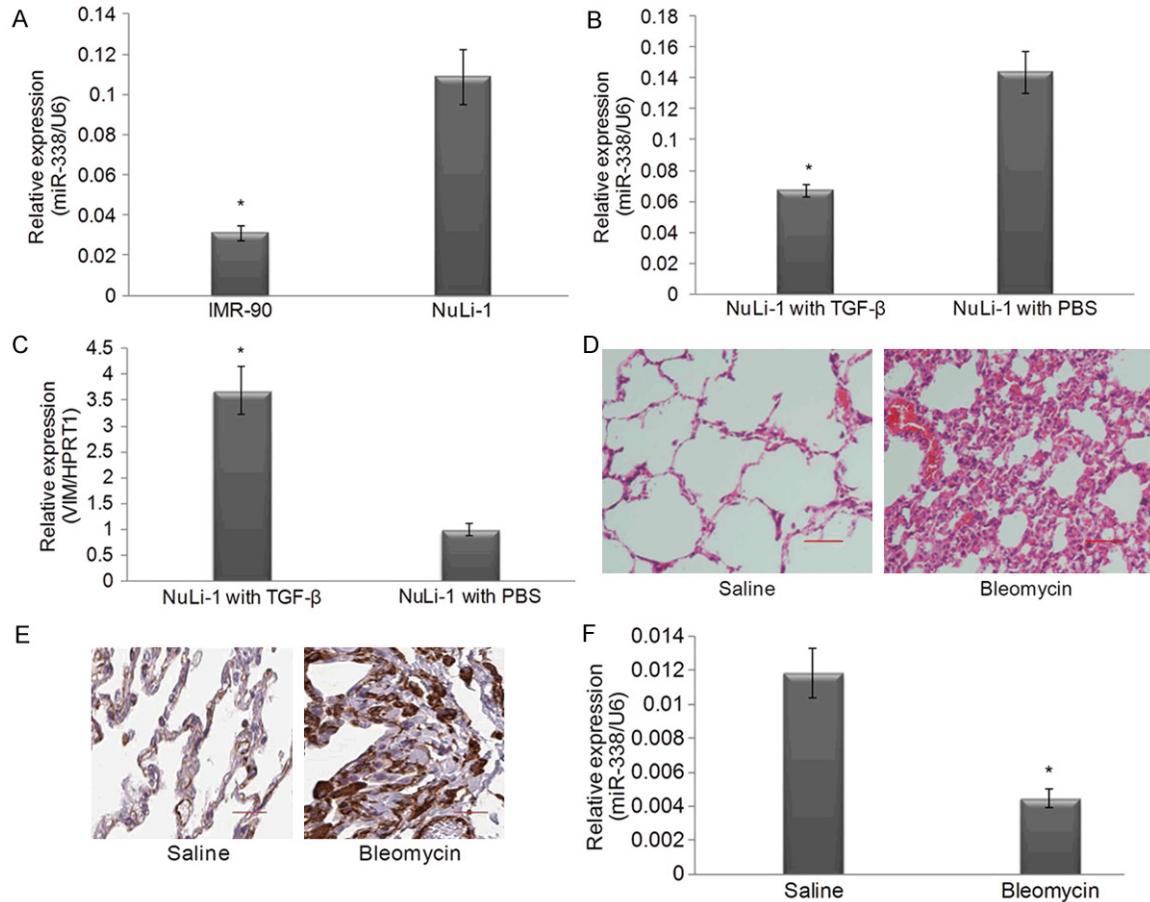 A
Relative expression
(miR-338/U6)
0.14
0.12
0.1
0.08
0.06
0.04
0.02
0
*
IMR-90
NuLi-1
B
Relative expression
(miR-338/U6)
0.18
0.16
0.14
0.12
0.1
0.08
0.06
0.04
0.02
0
*
NuLi-1 with TGF-β
NuLi-1 with PBS
C
Relative expression
(VIM/HPRT1)
4.5
4
3.5
3
2.5
2
1.5
1
0.5
0
*
NuLi-1 with TGF-β
NuLi-1 with PBS
D
Saline
Bleomycin
E
Saline
Bleomycin
F
Relative expression
(miR-338/U6)
0.014
0.012
0.01
0.008
0.006
0.004
0.002
0
*
Saline
Bleomycin